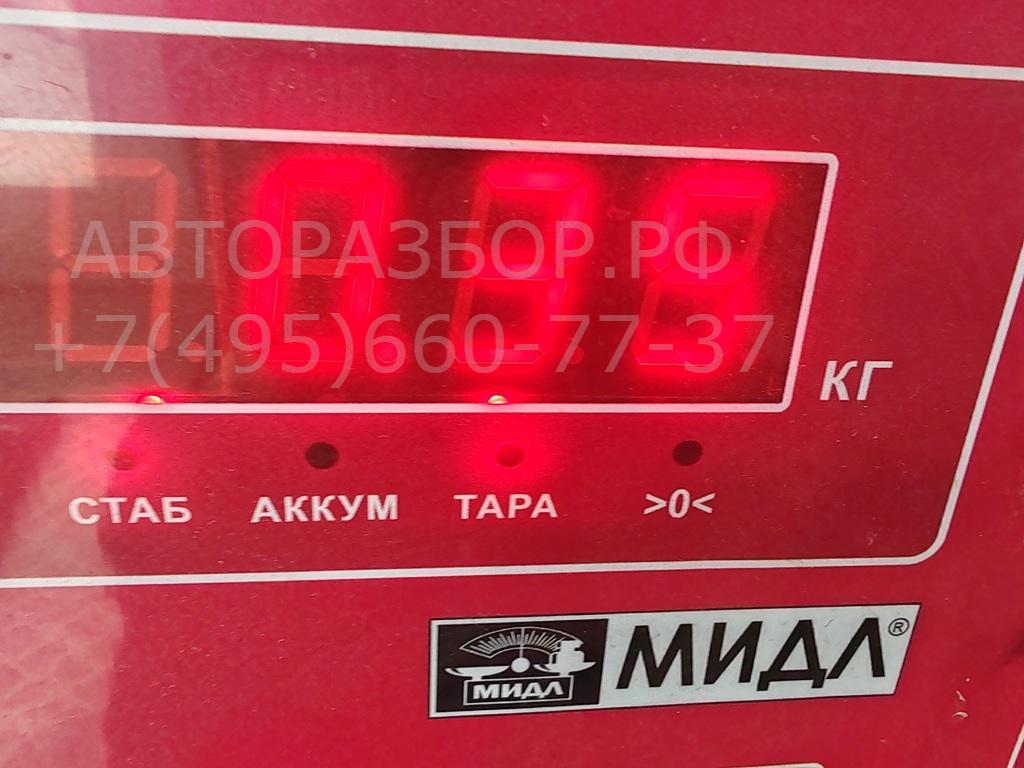 АВТОРАЗБОР.РФ
+7(495)660-77-37
КГ
СТАБ АККУМ ТАРА >0<
МИДЛ МИДЛ®